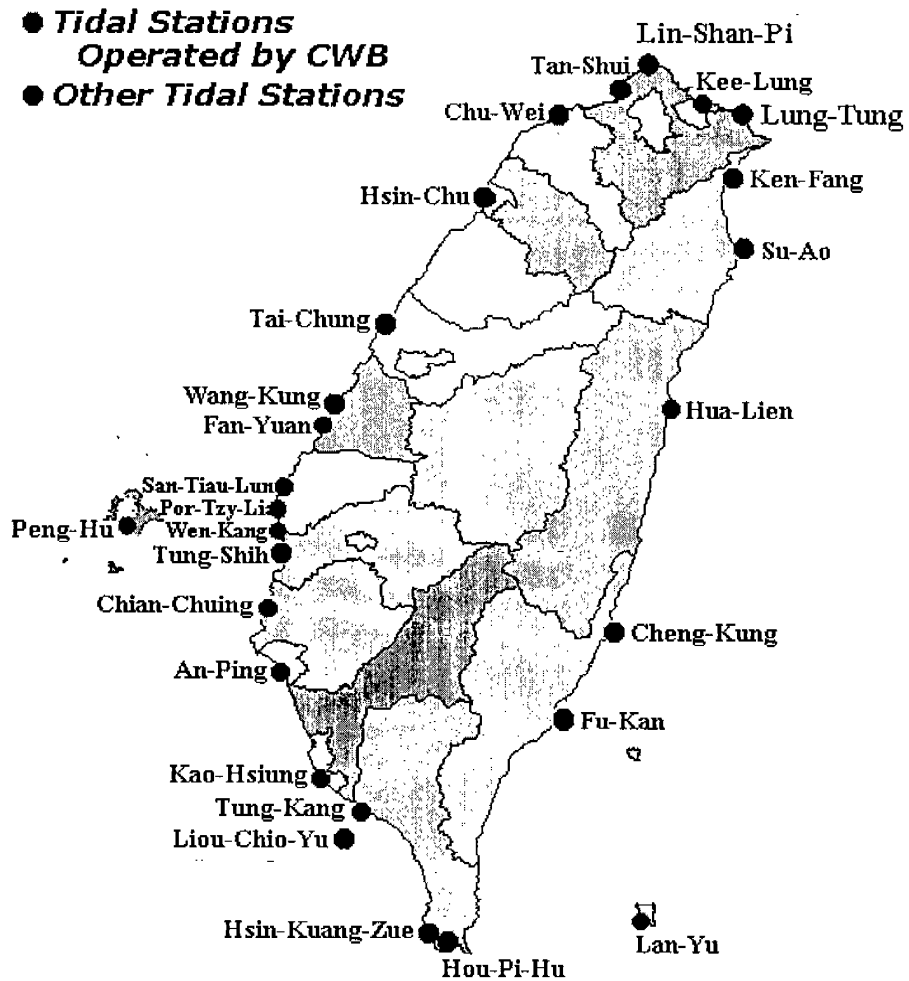 Tidal Stations
Operated by CWB
Other Tidal Stations
Lin-Shan-Pi
Tan-Shui
Kee-Lung
Chu-Wei
Lung-Tung
Ken-Fang
Hsin-Chu
Su-Ao
Tai-Chung
Wang-Kung
Hua-Lien
Fan-Yuan
San-Tiau-Lun
Por-Tzy-Lia
Peng-Hu
Wen-Kang
Tung-Shih
Chian-Chuing
Cheng-Kung
An-Ping
Fu-Kan
Kao-Hsiung
Tung-Kang
Liou-Chio-Yu
Hsin-Kuang-Zue
Lan-Yu
Hou-Pi-Hu